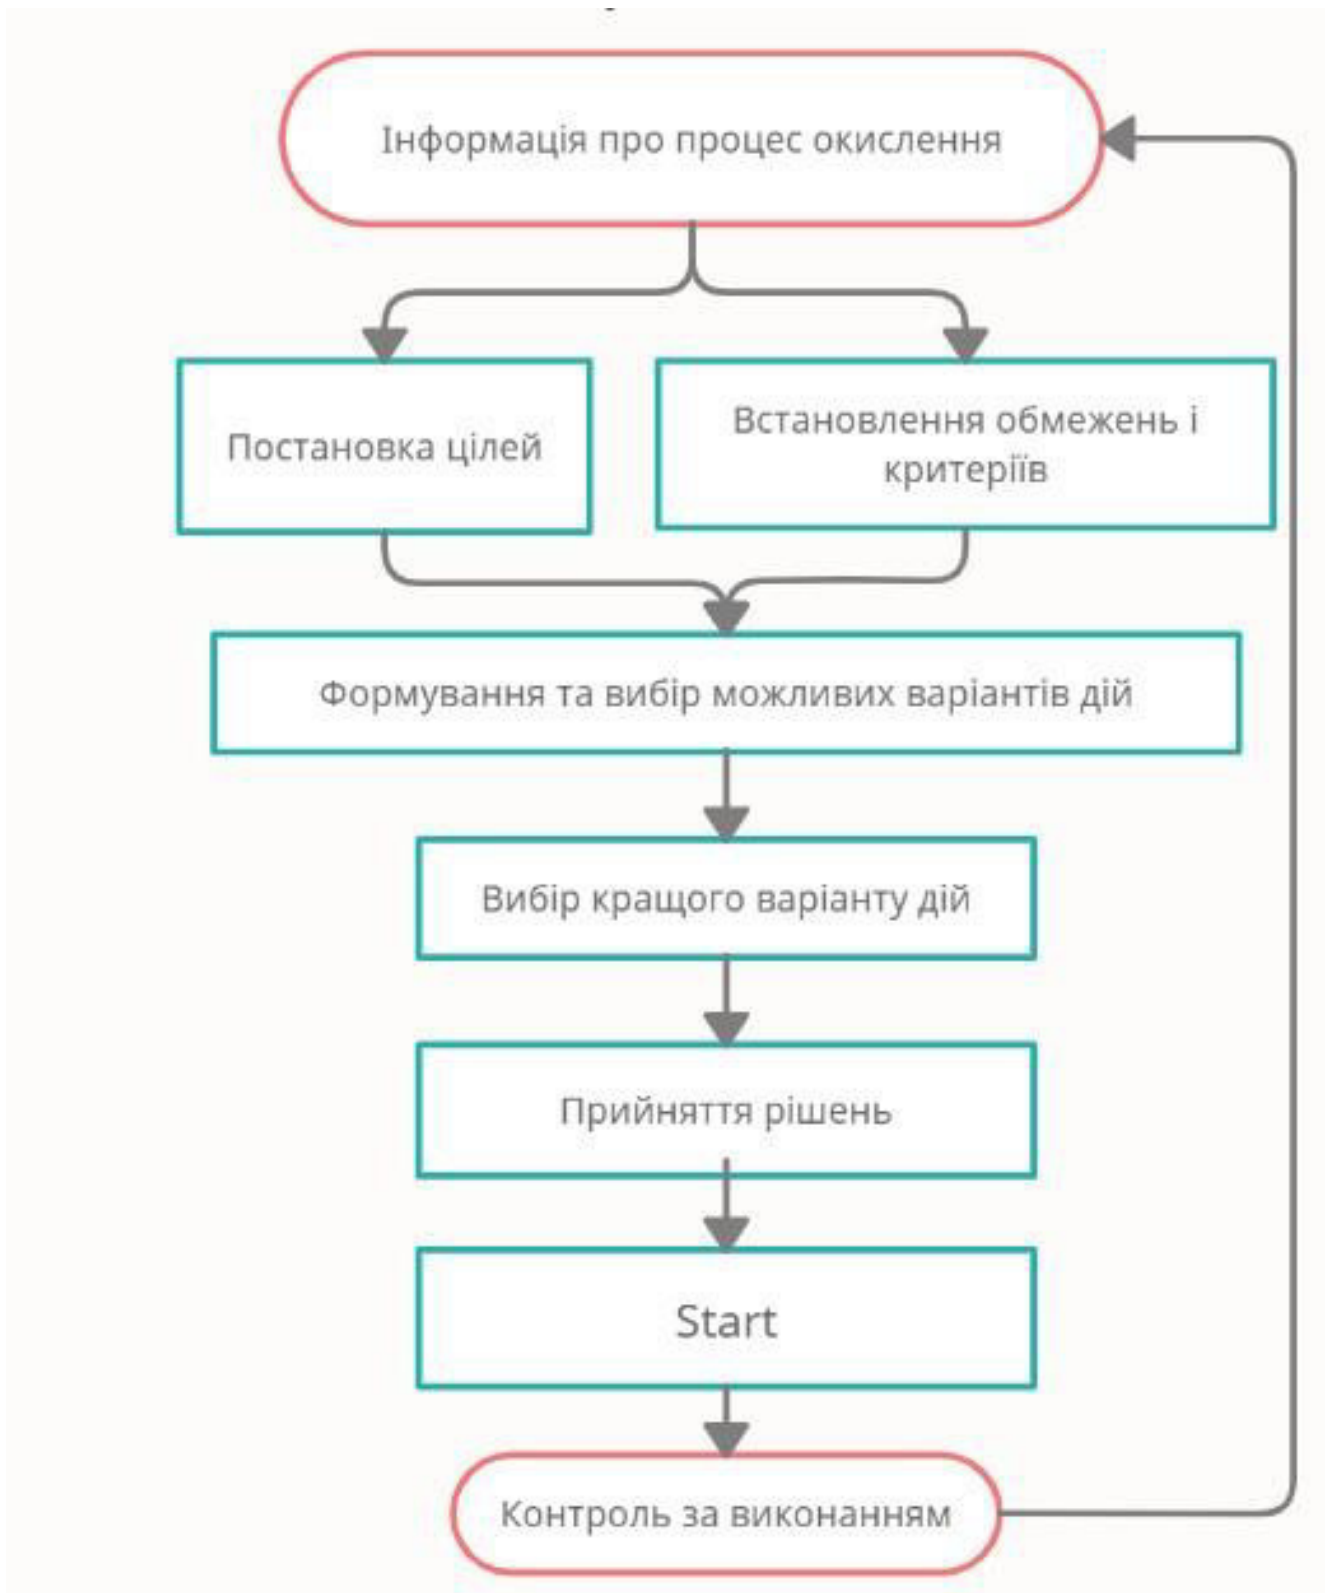 Інформація про процес окислення
Постановка цілей
Встановлення обмежень і
критеріїв
Формування та вибір можливих варіантів дій
Вибір кращого варіанту дій
Прийняття рішень
Start
Контроль за виконанням